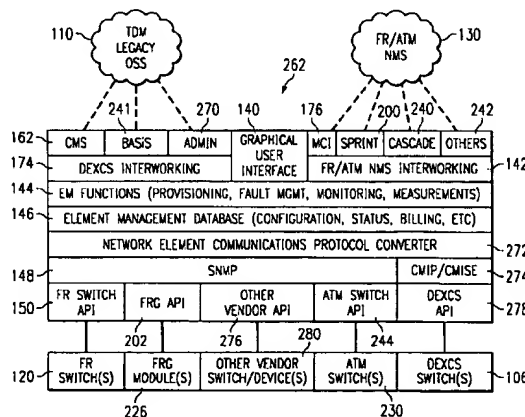 110
TDM
LEGACY
OSS
FR/ATM
NMS
130
262
241
270
140
176
200
240
242
162
CMS
BASIS
ADMIN
GRAPHICAL
USER
INTERFACE
MCI
SPRINT
CASCADE
OTHERS
174
DEXCS INTERWORKING
FR/ATM NMS INTERWORKING
142
144
EM FUNCTIONS (PROVISIONING, FAULT MGMT, MONITORING, MEASUREMENTS)
146
ELEMENT MANAGEMENT DATABASE (CONFIGURATION, STATUS, BILLING, ETC)
NETWORK ELEMENT COMMUNICATIONS PROTOCOL CONVERTER
272
148
SNMP
CMIP/CMISE
274
150
FR SWITCH
API
FRG API
OTHER
VENDOR API
ATM SWITCH
API
DEXCS
API
278
202
276
280
244
120
FR
SWITCH(S)
FRG
MODULE(S)
OTHER VENDOR
SWITCH/DEVICE(S)
ATM
SWITCH(S)
DEXCS
SWITCH(S)
106
226
230